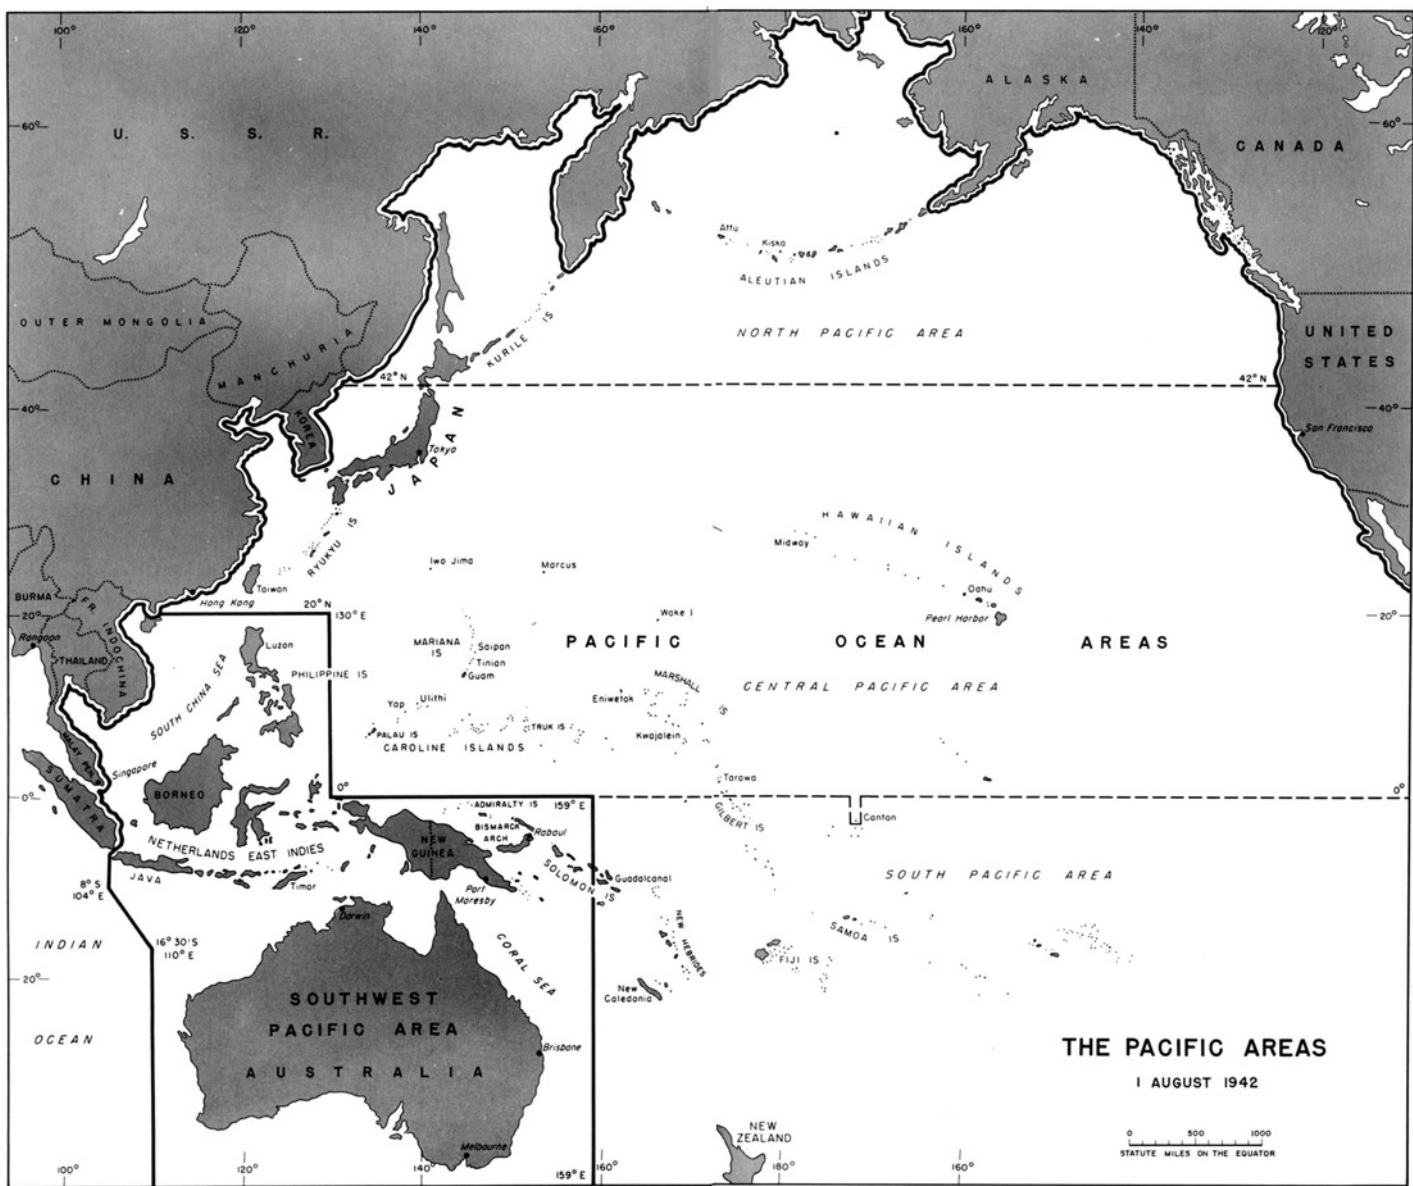 100°
120°
140°
160°
180°
160°
140°
120°
ALASKA
60°
U. S. S. R.
60°
CANADA
Attu
Kiska
ALEUTIAN ISLANDS
OUTER MONGOLIA
MANCHURIA
KURILE IS
NORTH PACIFIC AREA
UNITED
STATES
42° N
42° N
40°
KOREA
JAPAN
Tokyo
40°
San Francisco
CHINA
RYUKYU IS
HAWAIIAN ISLANDS
Midway
Iwo Jima
Marcus
Taiwan
Oahu
BURMA
FR. INDOCHINA
Hong Kong
20° N
130° E
Wake I
Pearl Harbor
20°
20°
Rangoon
THAILAND
Luzon
MARIANA
IS
Saipan
Tinian
Guam
PACIFIC OCEAN AREAS
SOUTH CHINA SEA
PHILIPPINE IS
MARSHALL IS
CENTRAL PACIFIC AREA
Yap
Ulithi
Eniwetok
PALAU IS
TRUK IS
Kwajalein
CAROLINE ISLANDS
MALAY PEN.
Singapore
SUMATRA
BORNEO
Tarawa
0°
0°
0°
ADMIRALTY IS
159° E
GILBERT IS
Canton
NETHERLANDS EAST INDIES
NEW
GUINEA
BISMARCK
ARCH
Rabaul
SOLOMON IS
Guadalcanal
SOUTH PACIFIC AREA
JAVA
Timor
Port
Moresby
8° S
104° E
Darwin
NEW HEBRIDES
SAMOA IS
INDIAN
16° 30'S
110° E
CORAL SEA
FIJI IS
20°
New
Caledonia
SOUTHWEST
PACIFIC AREA
OCEAN
Brisbane
AUSTRALIA
THE PACIFIC AREAS
1 AUGUST 1942
NEW
ZEALAND
0 500 1000
STATUTE MILES ON THE EQUATOR
Melbourne
159° E
100°
120°
140°
160°
180°
160°